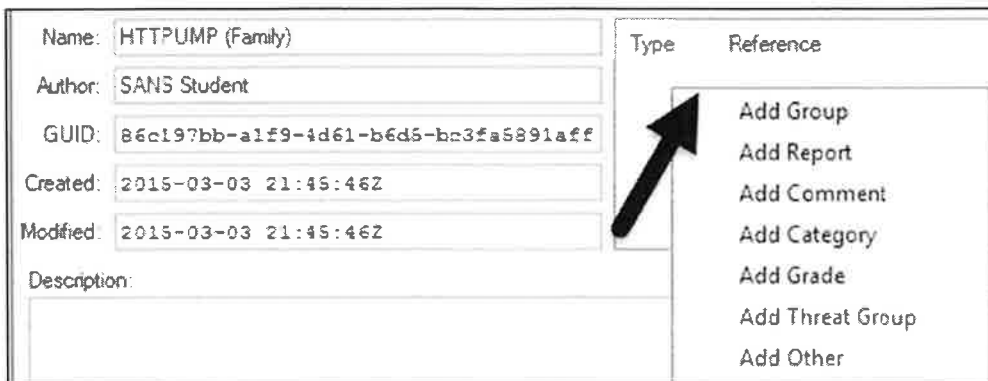 Name: HTTPUMP (Family)
Author: SANS Student
GUID: 86c197bb-a1f9-4d61-b6d5-bc3fa5891aff
Created: 2015-03-03 21:45:46Z
Modified: 2015-03-03 21:45:46Z
Description:
Type Reference
Add Group
Add Report
Add Comment
Add Category
Add Grade
Add Threat Group
Add Other